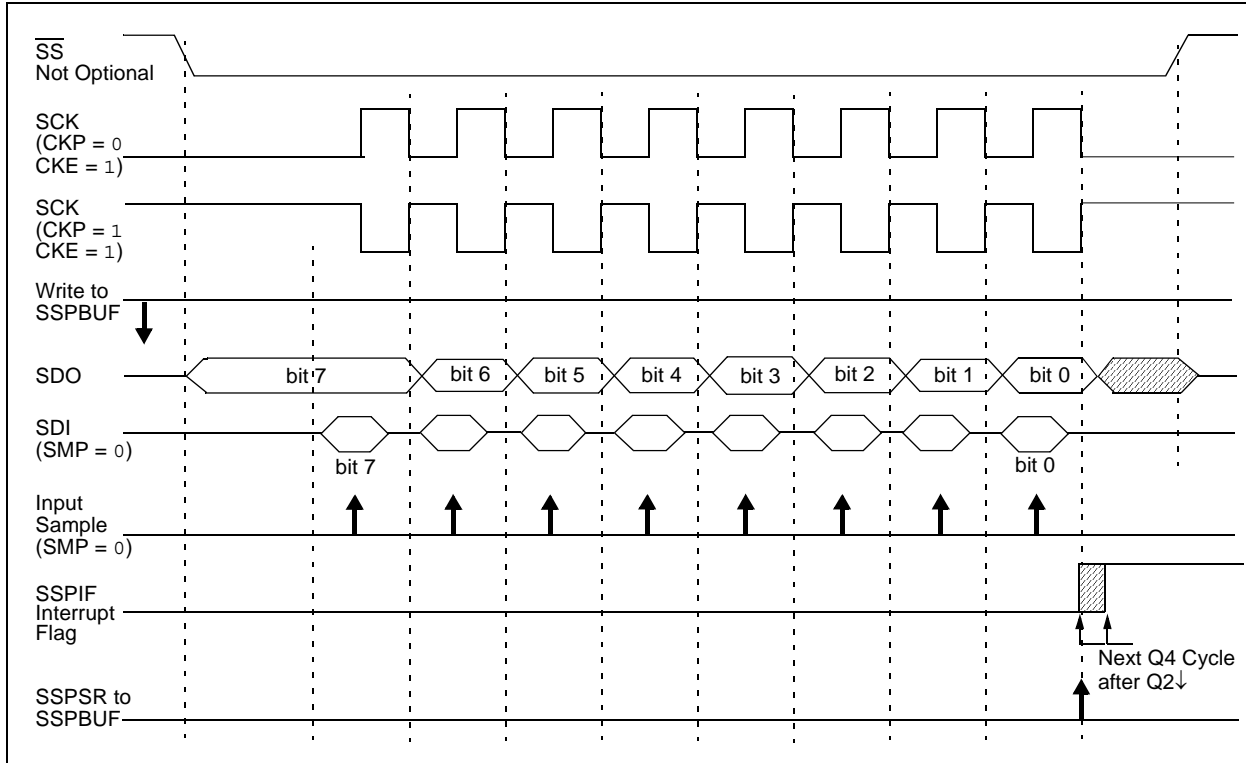 SS
Not Optional
SCK
(CKP = 0
CKE = 1)
SCK
(CKP = 1
CKE = 1)
Write to
SSPBUF
SDO
bit 7 bit 6 bit 5 bit 4 bit 3 bit 2 bit 1 bit 0
SDI
(SMP = 0)
bit 7 bit 0
Input
Sample
(SMP = 0)
SSPIF
Interrupt
Flag
Next Q4 Cycle
after Q2↓
SSPSR to
SSPBUF